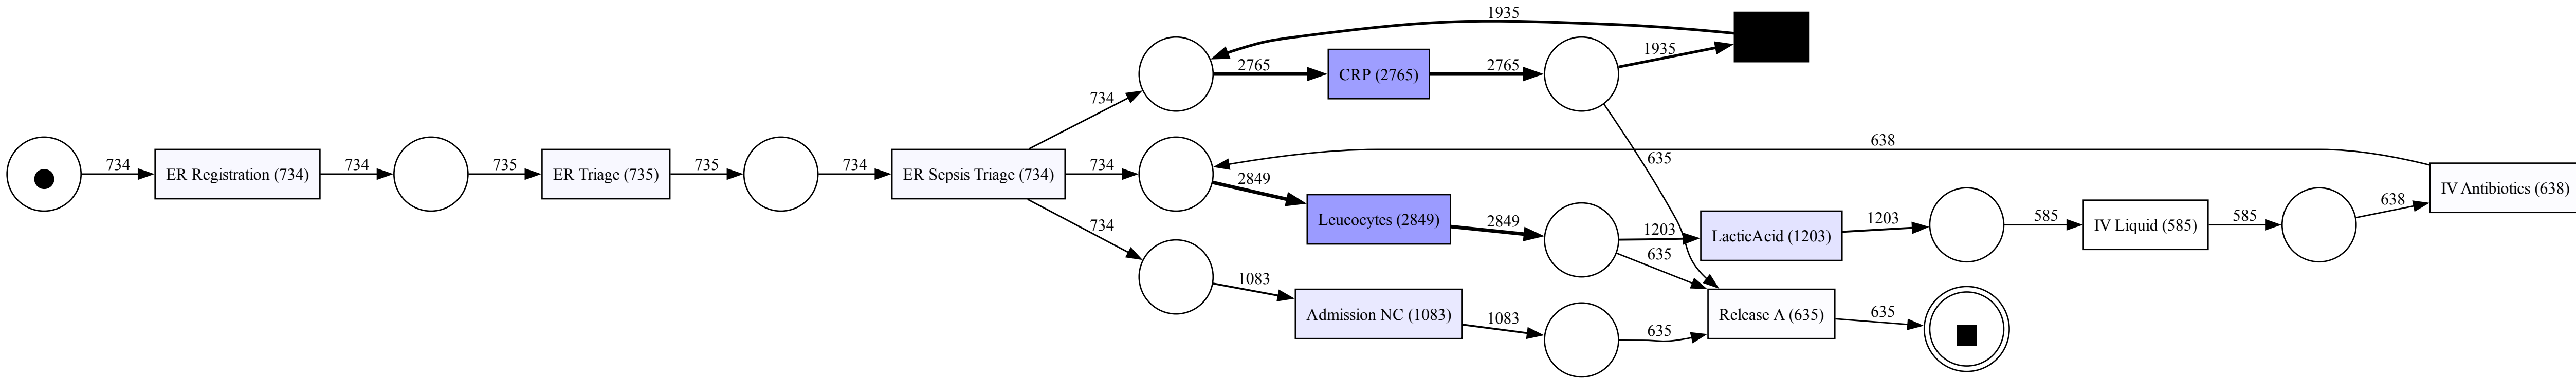 734
ER Registration (734)
734
735
ER Triage (735)
735
734
ER Sepsis Triage (734)
734
734
734
1935
2765
CRP (2765)
2765
1935
635
638
2849
Leucocytes (2849)
2849
1203
LacticAcid (1203)
1203
585
IV Liquid (585)
585
638
IV Antibiotics (638)
635
1083
Admission NC (1083)
1083
635
Release A (635)
635